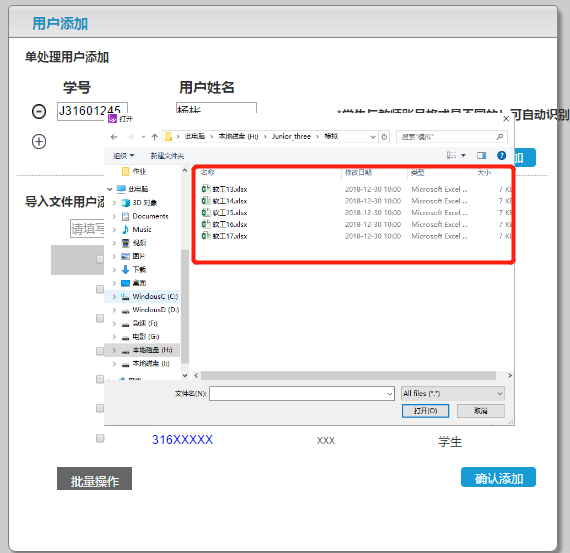 用户添加
单处理用户添加
学号 用户姓名
J31601245 杨彬
*学生与教师账号格式是不同的！可自动识别
打开
此电脑 › 本地磁盘 (H:) › Junior_three › 模拟
搜索"模拟"
组织 新建文件夹
添加
导入文件用户添
请填写
作业
此电脑
3D 对象
Documents
Music
视频
图片
下载
桌面
WindousC (C:)
WindousD (D:)
急速 (F:)
电影 (G:)
本地磁盘 (H:)
本地磁盘 (I:)
名称 修改日期 类型 大小
软工13.xlsx 2018-12-30 10:00 Microsoft Excel ... 7 KB
软工14.xlsx 2018-12-30 10:00 Microsoft Excel ... 7 KB
软工15.xlsx 2018-12-30 10:00 Microsoft Excel ... 7 KB
软工16.xlsx 2018-12-30 10:00 Microsoft Excel ... 7 KB
软工17.xlsx 2018-12-30 10:00 Microsoft Excel ... 7 KB
文件名(N): All files (*.*)
打开(O) 取消
316XXXXX XXX 学生
批量操作 确认添加